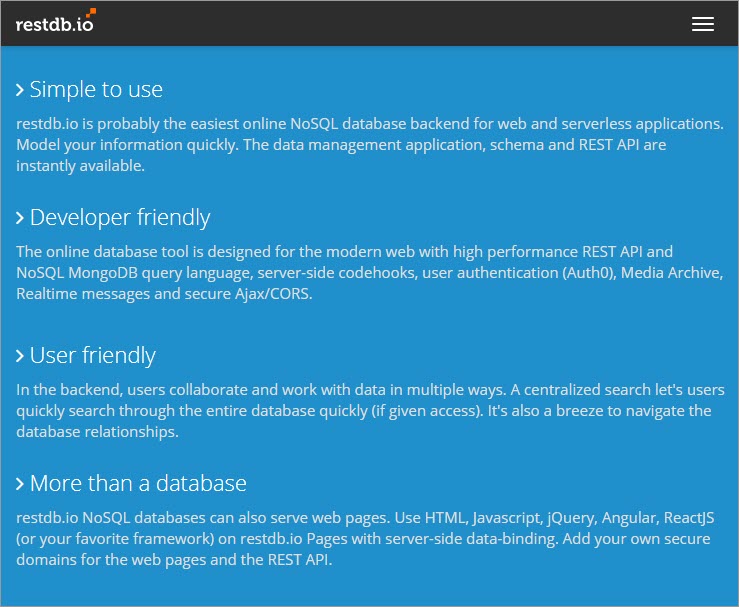 restdb.io
Simple to use
restdb.io is probably the easiest online NoSQL database backend for web and serverless applications.
Model your information quickly. The data management application, schema and REST API are
instantly available.
Developer friendly
The online database tool is designed for the modern web with high performance REST API and
NoSQL MongoDB query language, server-side codehooks, user authentication (Auth0), Media Archive,
Realtime messages and secure Ajax/CORS.
User friendly
In the backend, users collaborate and work with data in multiple ways. A centralized search let's users
quickly search through the entire database quickly (if given access). It's also a breeze to navigate the
database relationships.
More than a database
restdb.io NoSQL databases can also serve web pages. Use HTML, Javascript, jQuery, Angular, ReactJS
(or your favorite framework) on restdb.io Pages with server-side data-binding. Add your own secure
domains for the web pages and the REST API.